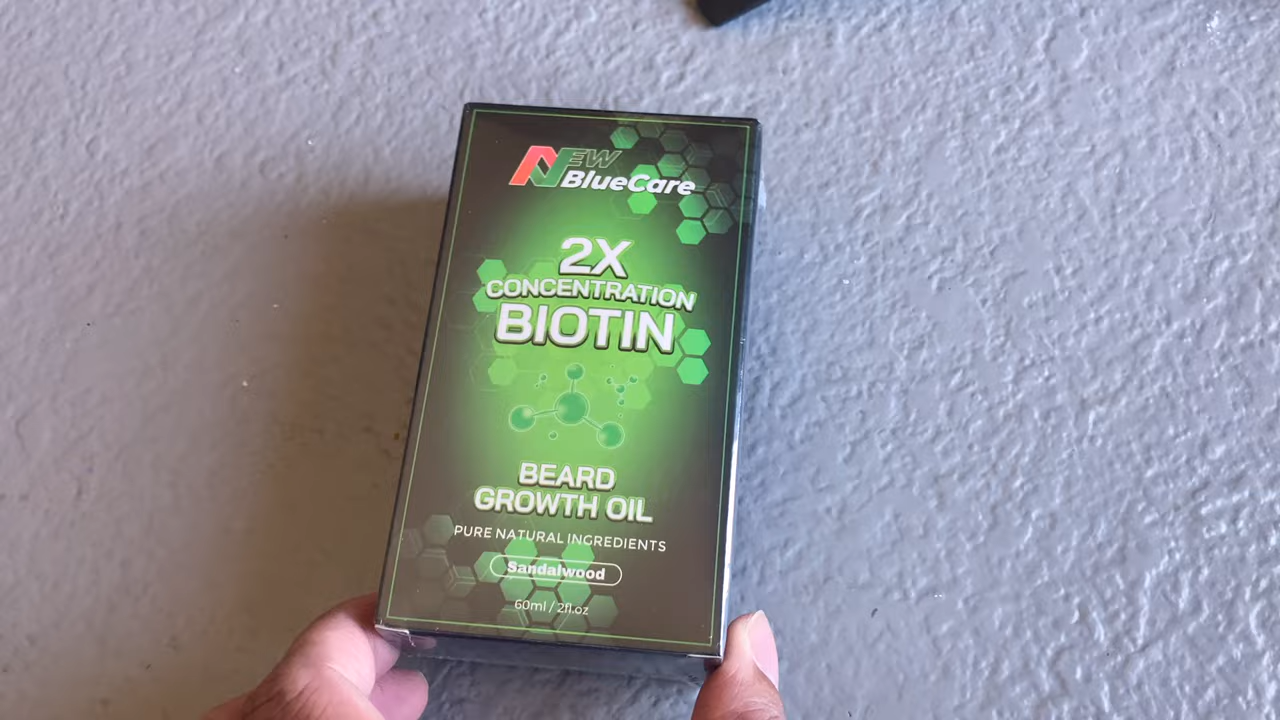 NEW
BlueCare
2X
CONCENTRATION
BIOTIN
BEARD
GROWTH OIL
PURE NATURAL INGREDIENTS
Sandalwood
60ml / 2fl.oz